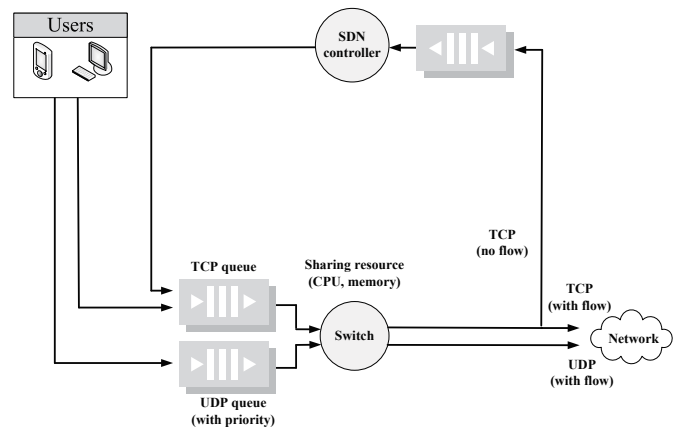 Users
SDN
controller
TCP
(no flow)
TCP queue
Sharing resource
(CPU, memory)
TCP
(with flow)
Switch
Network
UDP
(with flow)
UDP queue
(with priority)